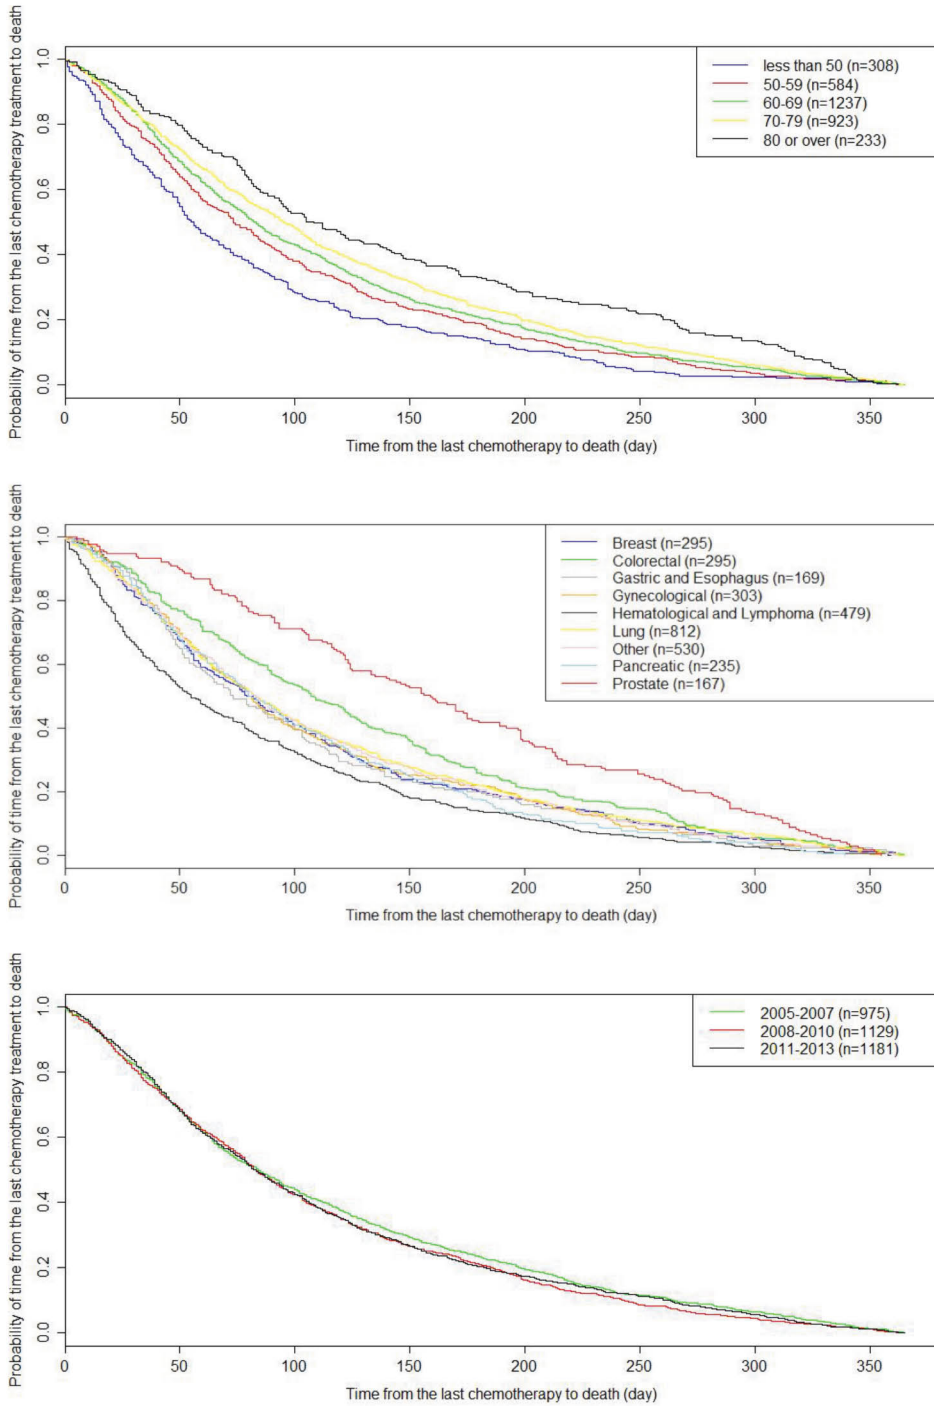 Probability of time from the last chemotherapy treatment to death
1.0
0.8
0.6
0.4
0.2
0.0
less than 50 (n=308)
50-59 (n=584)
60-69 (n=1237)
70-79 (n=923)
80 or over (n=233)
0 50 100 150 200 250 300 350
Time from the last chemotherapy to death (day)
Probability of time from the last chemotherapy treatment to death
1.0
0.8
0.6
0.4
0.2
0.0
Breast (n=295)
Colorectal (n=295)
Gastric and Esophagus (n=169)
Gynecological (n=303)
Hematological and Lymphoma (n=479)
Lung (n=812)
Other (n=530)
Pancreatic (n=235)
Prostate (n=167)
0 50 100 150 200 250 300 350
Time from the last chemotherapy to death (day)
Probability of time from the last chemotherapy treatment to death
1.0
0.8
0.6
0.4
0.2
0.0
2005-2007 (n=975)
2008-2010 (n=1129)
2011-2013 (n=1181)
0 50 100 150 200 250 300 350
Time from the last chemotherapy to death (day)